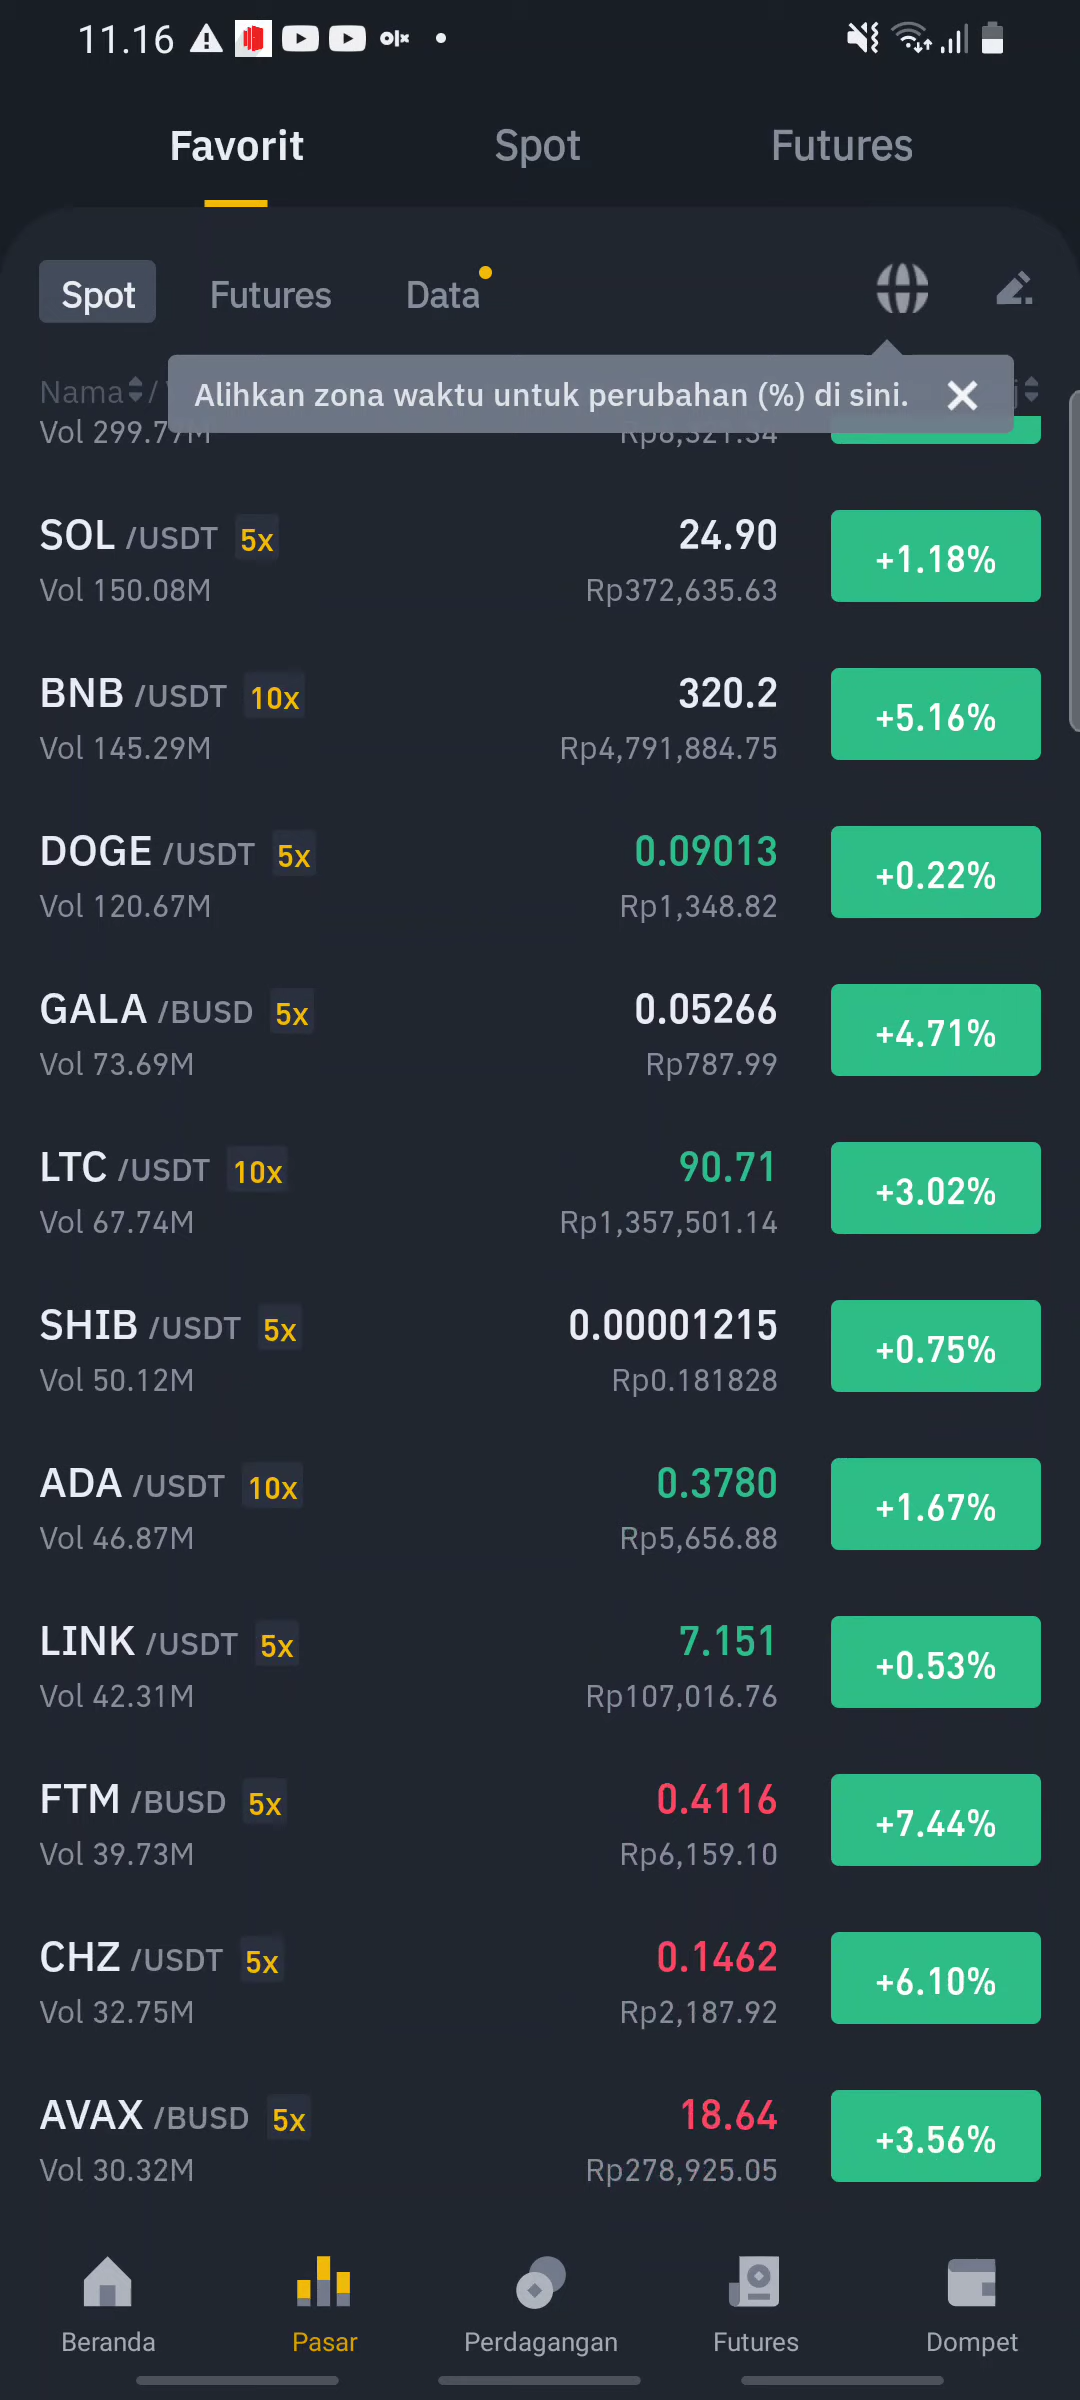 11.16
Favorit Spot Futures
Spot Futures Data
Nama /
Alihkan zona waktu untuk perubahan (%) di sini.
Vol 299.77M Rp6,321.34
SOL /USDT 5x 24.90 +1.18%
Vol 150.08M Rp372,635.63
BNB /USDT 10x 320.2 +5.16%
Vol 145.29M Rp4,791,884.75
DOGE /USDT 5x 0.09013 +0.22%
Vol 120.67M Rp1,348.82
GALA /BUSD 5x 0.05266 +4.71%
Vol 73.69M Rp787.99
LTC /USDT 10x 90.71 +3.02%
Vol 67.74M Rp1,357,501.14
SHIB /USDT 5x 0.00001215 +0.75%
Vol 50.12M Rp0.181828
ADA /USDT 10x 0.3780 +1.67%
Vol 46.87M Rp5,656.88
LINK /USDT 5x 7.151 +0.53%
Vol 42.31M Rp107,016.76
FTM /BUSD 5x 0.4116 +7.44%
Vol 39.73M Rp6,159.10
CHZ /USDT 5x 0.1462 +6.10%
Vol 32.75M Rp2,187.92
AVAX /BUSD 5x 18.64 +3.56%
Vol 30.32M Rp278,925.05
Beranda Pasar Perdagangan Futures Dompet